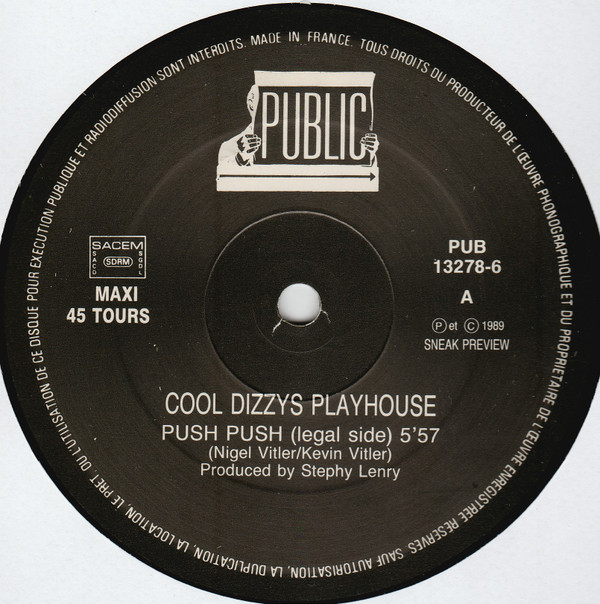 TOUS DROITS DU PRODUCTEUR DE L'ŒUVRE PHONOGRAPHIQUE ET DU PROPRIETAIRE DE L'ŒUVRE ENREGISTREE RESERVES. SAUF AUTORISATION, LA DUPLICATION, LA LOCATION, LE PRET OU L'UTILISATION DE CE DISQUE POUR EXECUTION PUBLIQUE ET RADIODIFFUSION SONT INTERDITS. MADE IN FRANCE.
PUBLIC
SACEM
SACD
SDRM
SGDL
MAXI
45 TOURS
PUB
13278-6
A
Ⓟ et © 1989
SNEAK PREVIEW
COOL DIZZYS PLAYHOUSE
PUSH PUSH (legal side) 5'57
(Nigel Vitler/Kevin Vitler)
Produced by Stephy Lenry